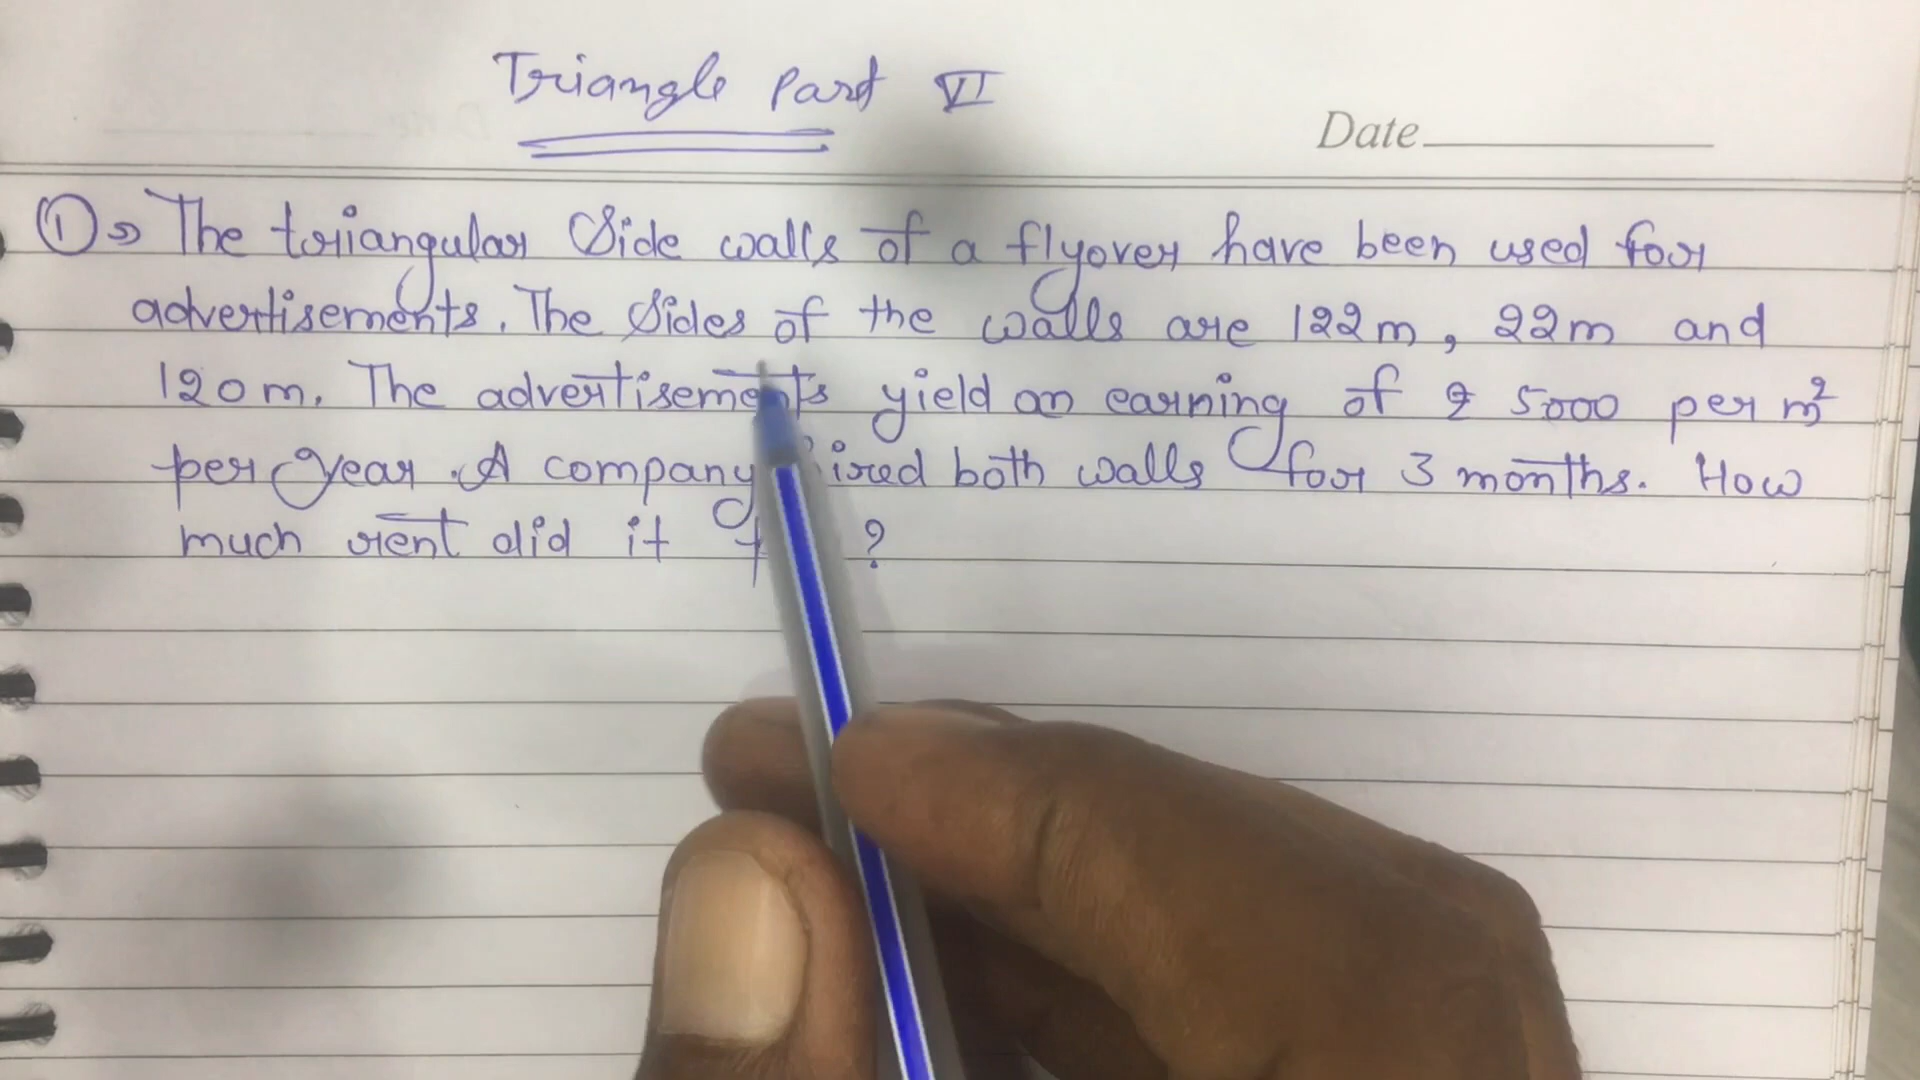 Triangle Part VI
Date
① The triangular Side walls of a flyover have been used for
advertisements. The Sides of the walls are 122m, 22m and
120m. The advertisements yield an earning of ₹ 5000 per m²
per year. A company both walls for 3 months. How
much rent did it ?